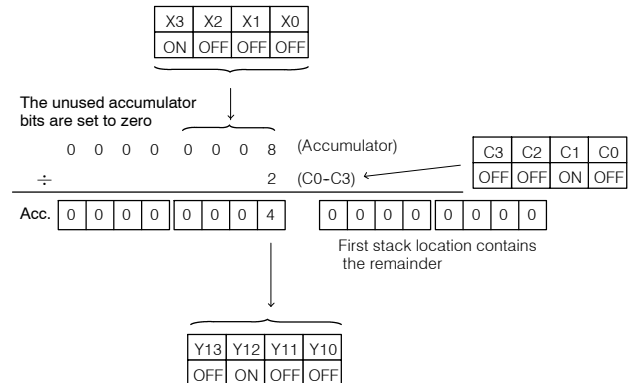 X3 X2 X1 X0
ON OFF OFF OFF
The unused accumulator
bits are set to zero
0 0 0 0 0 0 0 8 (Accumulator)
C3 C2 C1 C0
÷ 2 (C0-C3)
OFF OFF ON OFF
Acc. 0 0 0 0 0 0 0 4 0 0 0 0 0 0 0 0
First stack location contains
the remainder
Y13 Y12 Y11 Y10
OFF ON OFF OFF